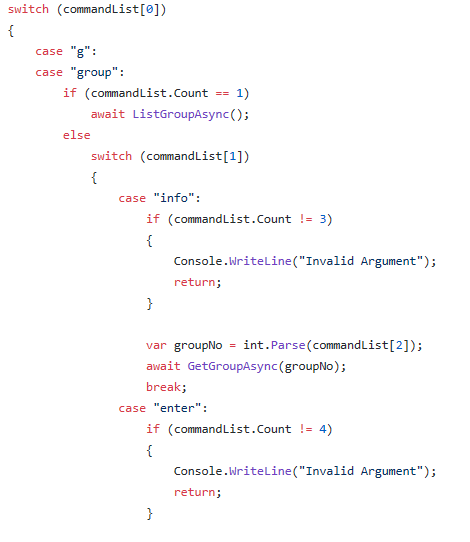 switch (commandList[0])
{
    case "g":
    case "group":
        if (commandList.Count == 1)
            await ListGroupAsync();
        else
            switch (commandList[1])
            {
                case "info":
                    if (commandList.Count != 3)
                    {
                        Console.WriteLine("Invalid Argument");
                        return;
                    }

                    var groupNo = int.Parse(commandList[2]);
                    await GetGroupAsync(groupNo);
                    break;
                case "enter":
                    if (commandList.Count != 4)
                    {
                        Console.WriteLine("Invalid Argument");
                        return;
                    }